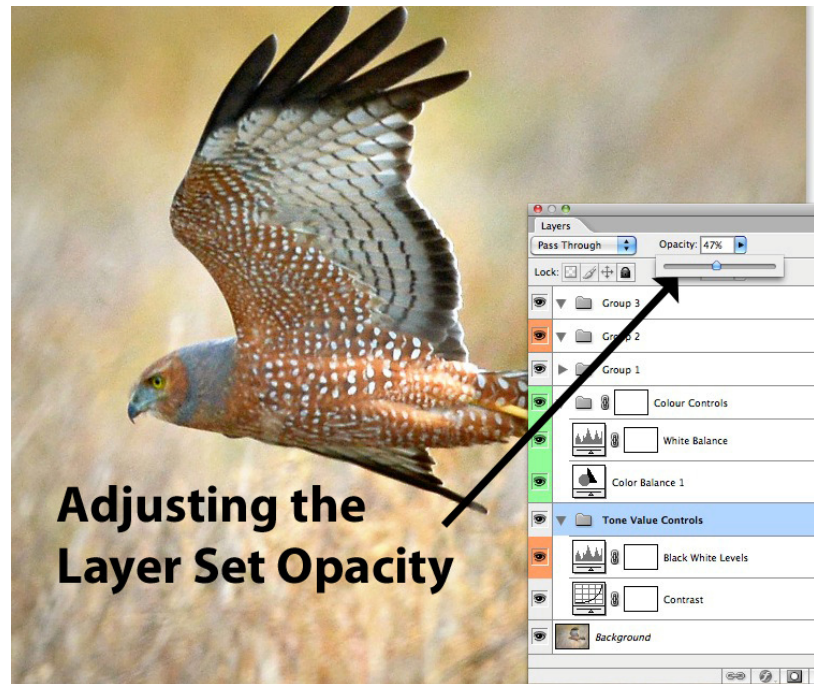 Layers
Pass Through
Opacity: 47%
Lock:
Group 3
Group 2
Group 1
Colour Controls
White Balance
Color Balance 1
Tone Value Controls
Black White Levels
Contrast
Background
Adjusting the
Layer Set Opacity